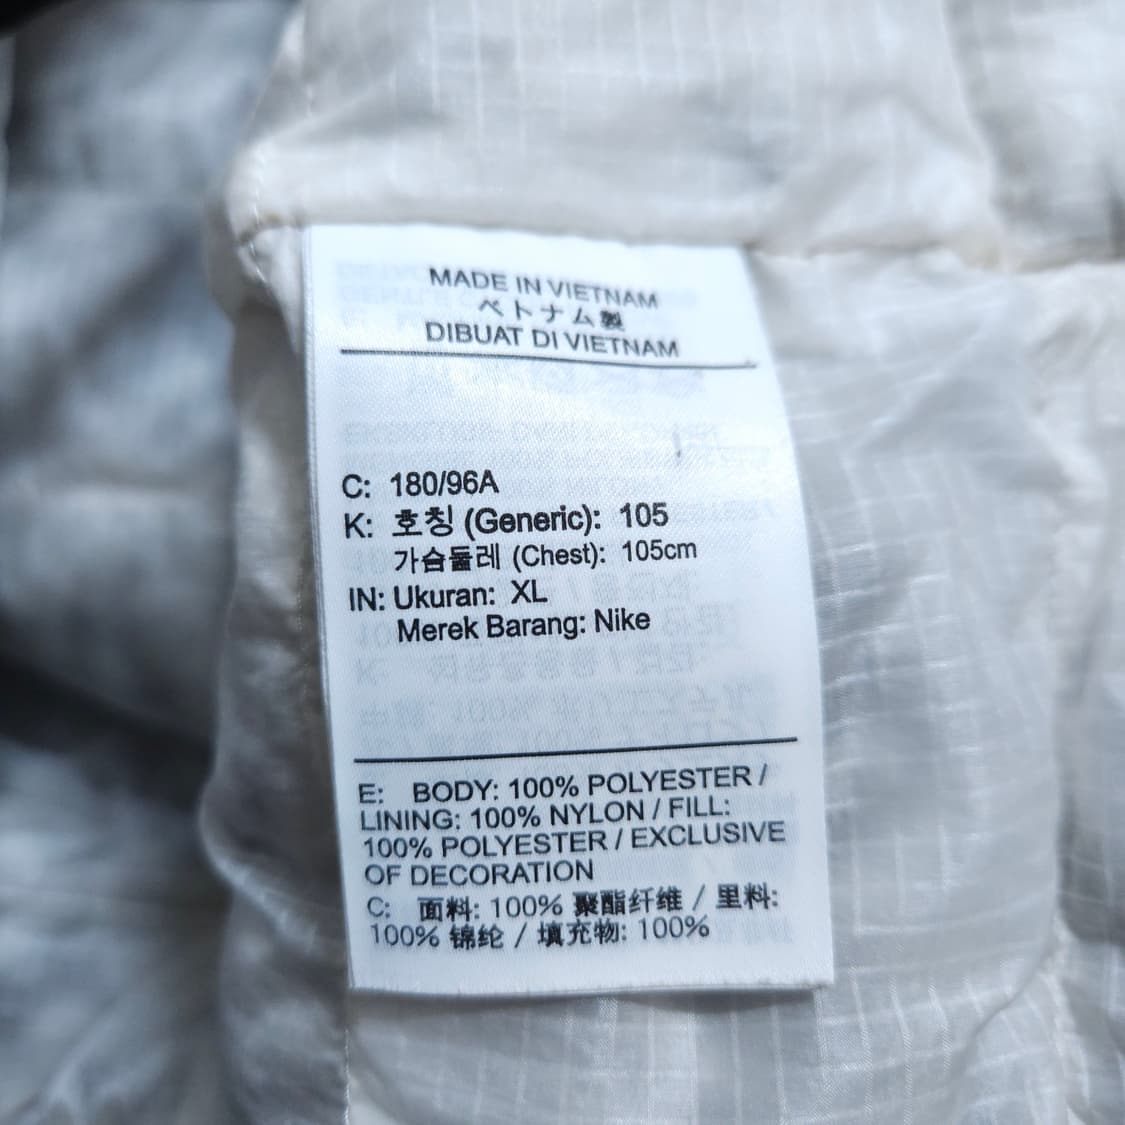 MADE IN VIETNAM
ベトナム製
DIBUAT DI VIETNAM
C: 180/96A
K: 호칭 (Generic): 105
가슴둘레 (Chest): 105cm
IN: Ukuran: XL
Merek Barang: Nike
E: BODY: 100% POLYESTER /
LINING: 100% NYLON / FILL:
100% POLYESTER / EXCLUSIVE
OF DECORATION
C: 面料: 100% 聚酯纤维 / 里料:
100% 锦纶 / 填充物: 100%